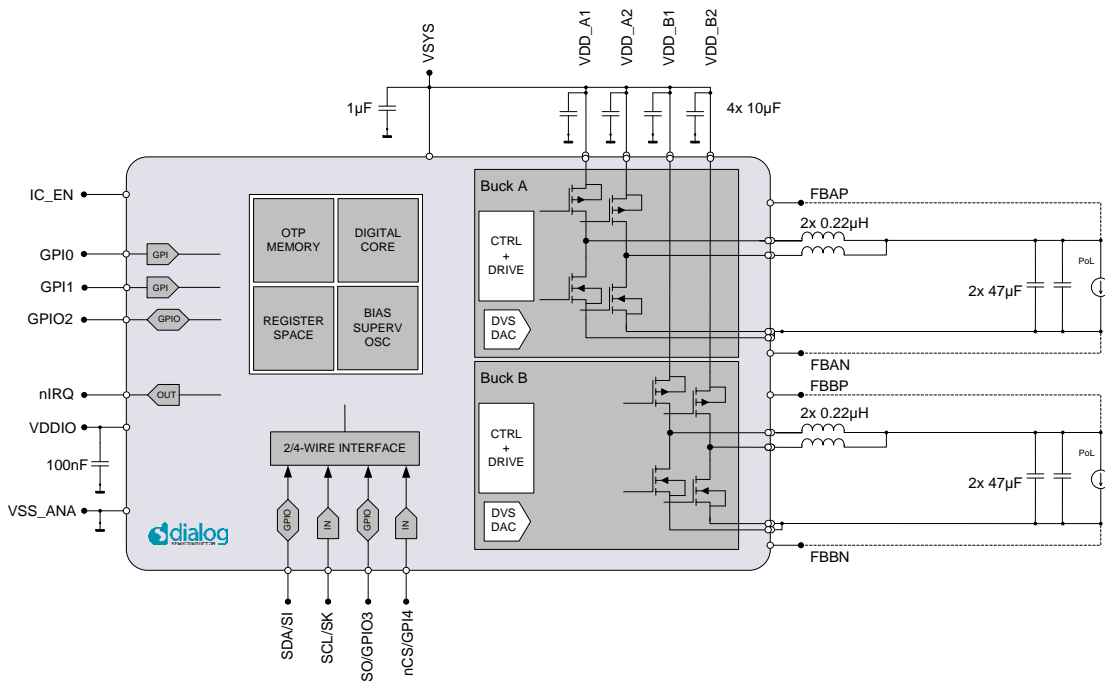 VSYS
VDD_A1
VDD_A2
VDD_B1
VDD_B2
1µF
4x 10µF
IC_EN
GPI0
GPI
GPI1
GPI
GPIO2
GPIO
nIRQ
OUT
VDDIO
100nF
VSS_ANA
OTP
MEMORY
DIGITAL
CORE
REGISTER
SPACE
BIAS
SUPERV
OSC
2/4-WIRE INTERFACE
GPIO
IN
GPIO
IN
SDA/SI
SCL/SK
SO/GPIO3
nCS/GPI4
dialog
SEMICONDUCTOR
Buck A
CTRL
+
DRIVE
DVS
DAC
Buck B
CTRL
+
DRIVE
DVS
DAC
FBAP
2x 0.22µH
2x 47µF
PoL
FBAN
FBBP
2x 0.22µH
2x 47µF
PoL
FBBN